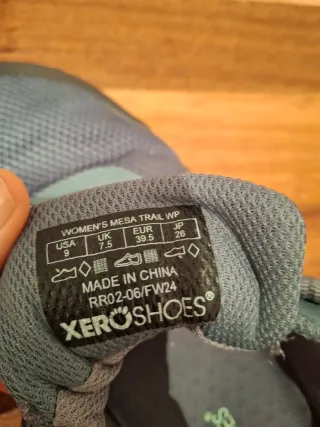 WOMEN'S MESA TRAIL WP
USA UK EUR JP
9 7.5 39.5 26
MADE IN CHINA
RR02-06/FW24
XEROSHOES®